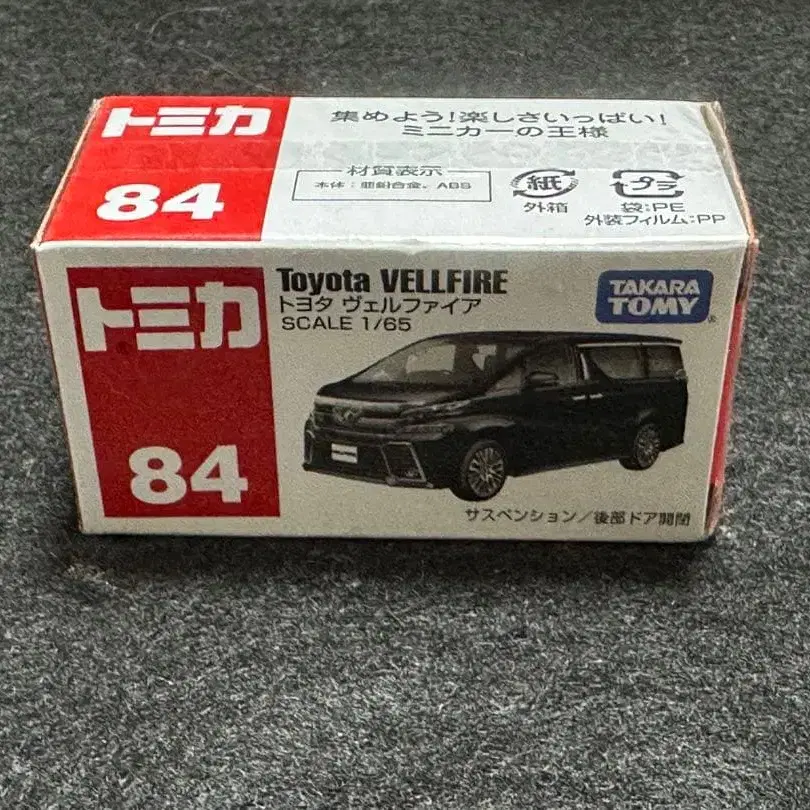 トミカ
84
集めよう!楽しさいっぱい!
ミニカーの王様
材質表示
本体:亜鉛合金、ABS
紙
外箱
プラ
袋:PE
外装フィルム:PP
トミカ
84
Toyota VELLFIRE
トヨタ ヴェルファイア
SCALE 1/65
TAKARA
TOMY
®
サスペンション/後部ドア開閉